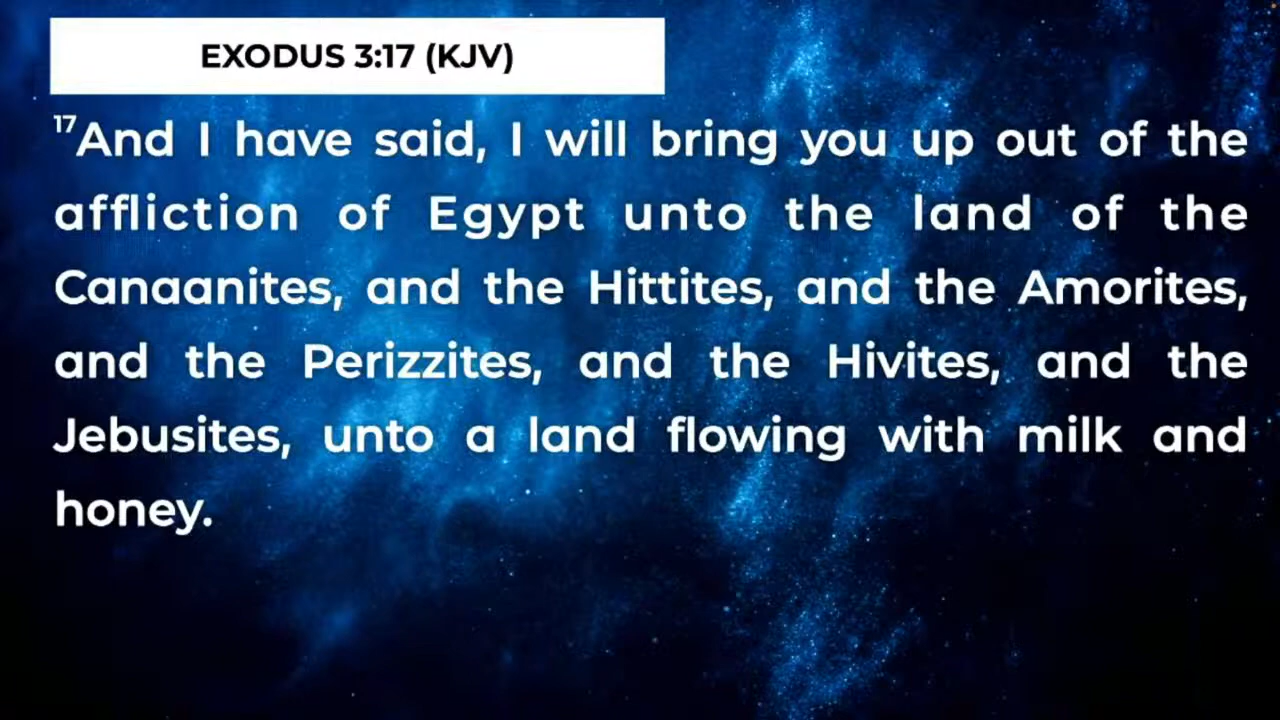 EXODUS 3:17 (KJV)
17And I have said, I will bring you up out of the
affliction of Egypt unto the land of the
Canaanites, and the Hittites, and the Amorites,
and the Perizzites, and the Hivites, and the
Jebusites, unto a land flowing with milk and
honey.